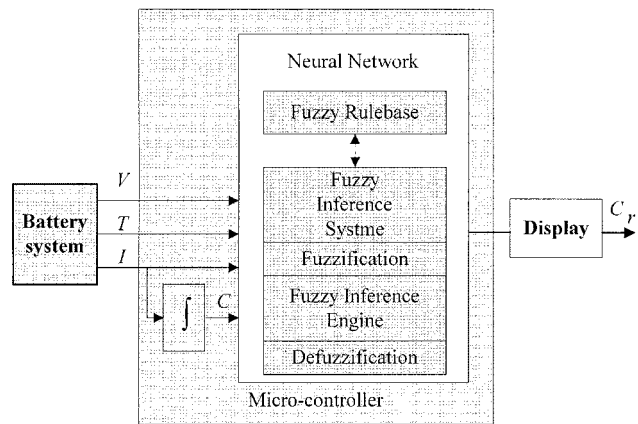 Neural Network
Fuzzy Rulebase
Fuzzy
Inference
Systme
Fuzzification
Fuzzy Inference
Engine
Defuzzification
Micro-controller
Battery
system
V
T
I
∫
C
Display
C r